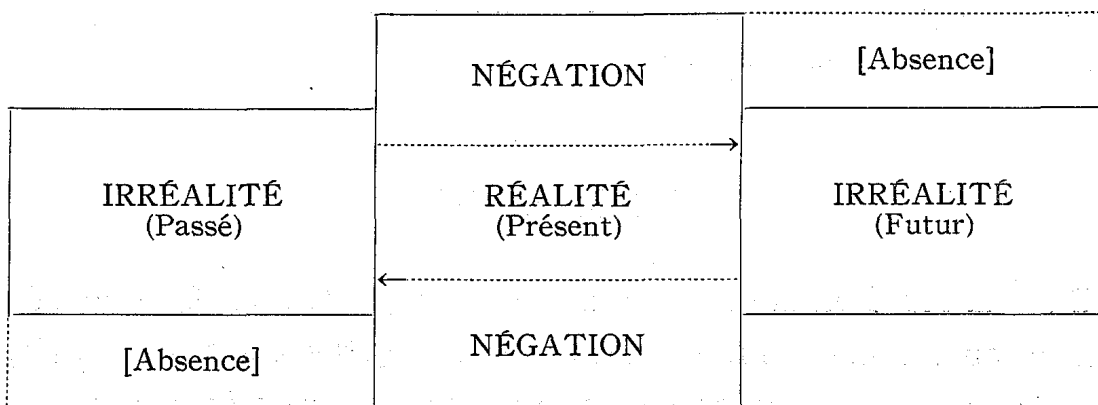 NÉGATION
[Absence]
IRRÉALITÉ
(Passé)
RÉALITÉ
(Présent)
IRRÉALITÉ
(Futur)
[Absence]
NÉGATION